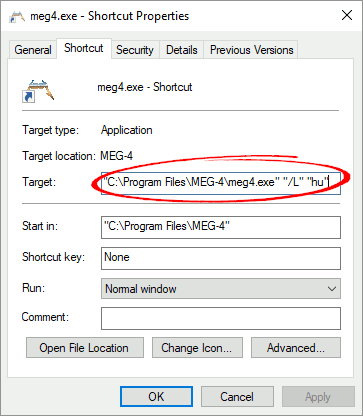 meg4.exe - Shortcut Properties
General Shortcut Security Details Previous Versions
meg4.exe - Shortcut
Target type: Application
Target location: MEG-4
Target: "C:\Program Files\MEG-4\meg4.exe" "/L" "hu"
Start in: "C:\Program Files\MEG-4"
Shortcut key: None
Run: Normal window
Comment:
Open File Location Change Icon... Advanced...
OK Cancel Apply